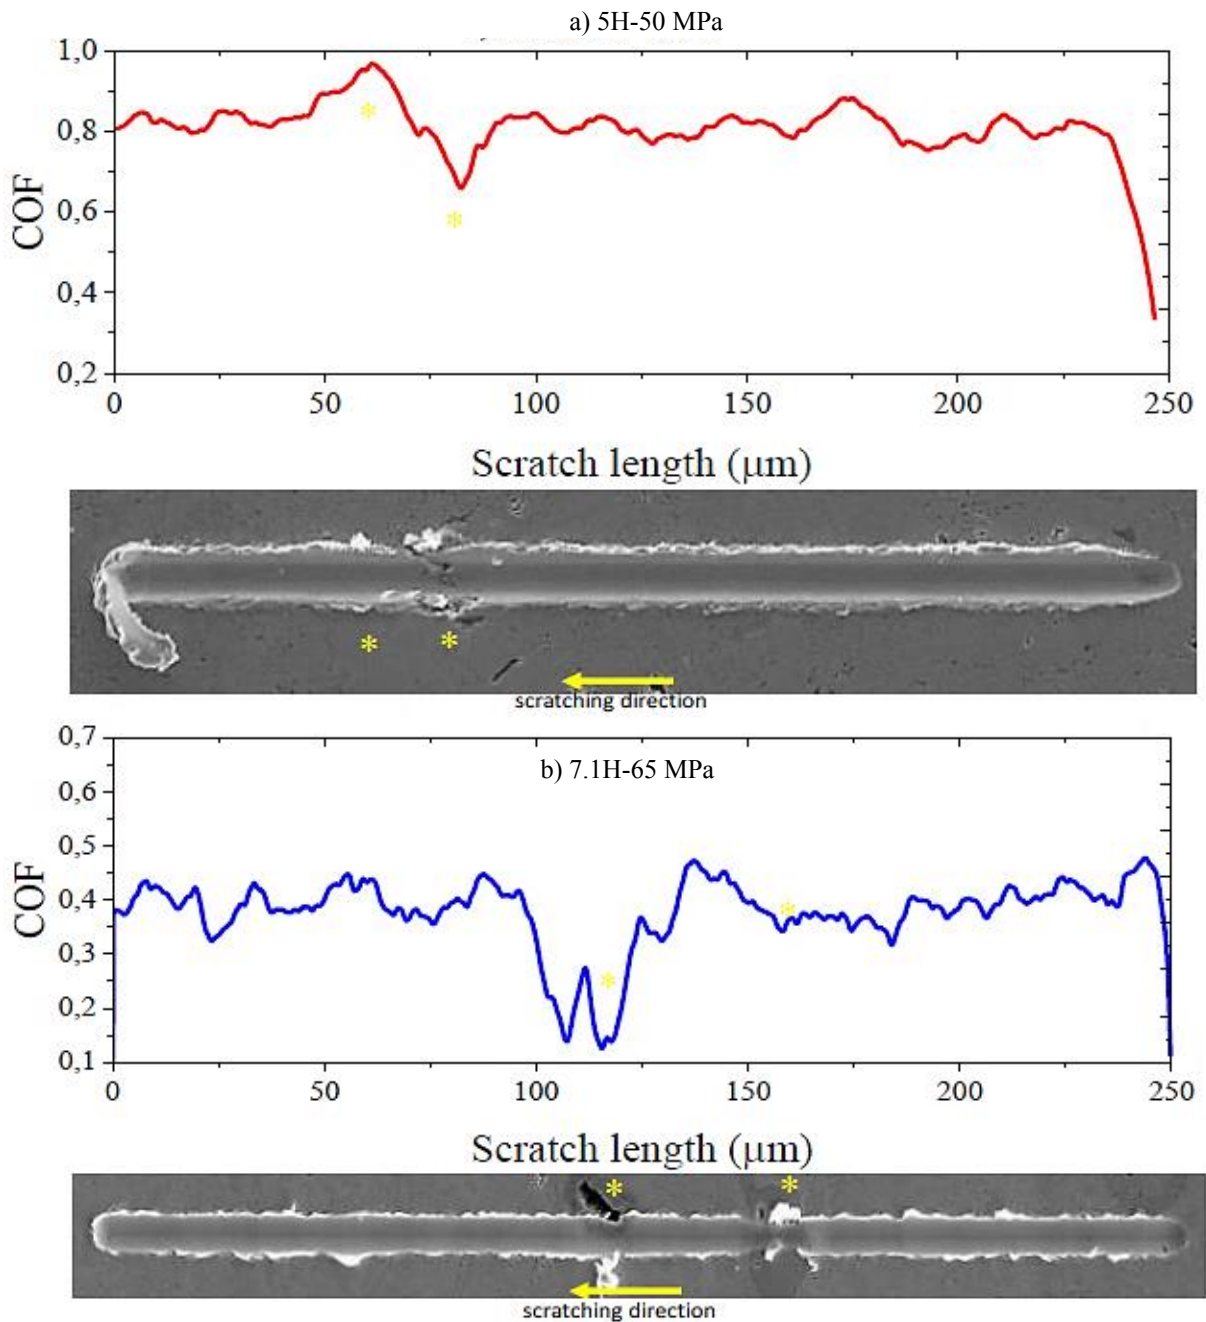 a) 5H-50 MPa
1,0
0,8
0,6
0,4
0,2
COF
0 50 100 150 200 250
Scratch length (μm)
*
*
* *
scratching direction
0,7
b) 7.1H-65 MPa
0,6
0,5
0,4
0,3
0,2
0,1
COF
*
*
0 50 100 150 200 250
Scratch length (μm)
* *
scratching direction